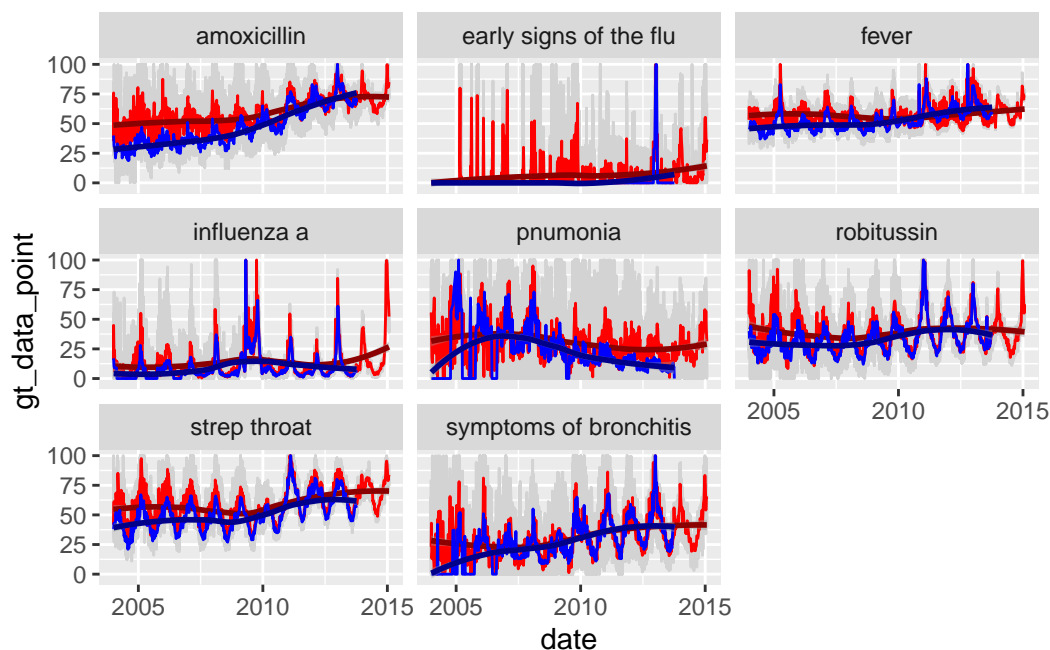 amoxicillin
early signs of the flu
fever
100
75
50
25
0
influenza a
pnumonia
robitussin
100
75
50
25
0
2005
2010
2015
strep throat
symptoms of bronchitis
100
75
50
25
0
2005
2010
2015
2005
2010
2015
gt_data_point
date